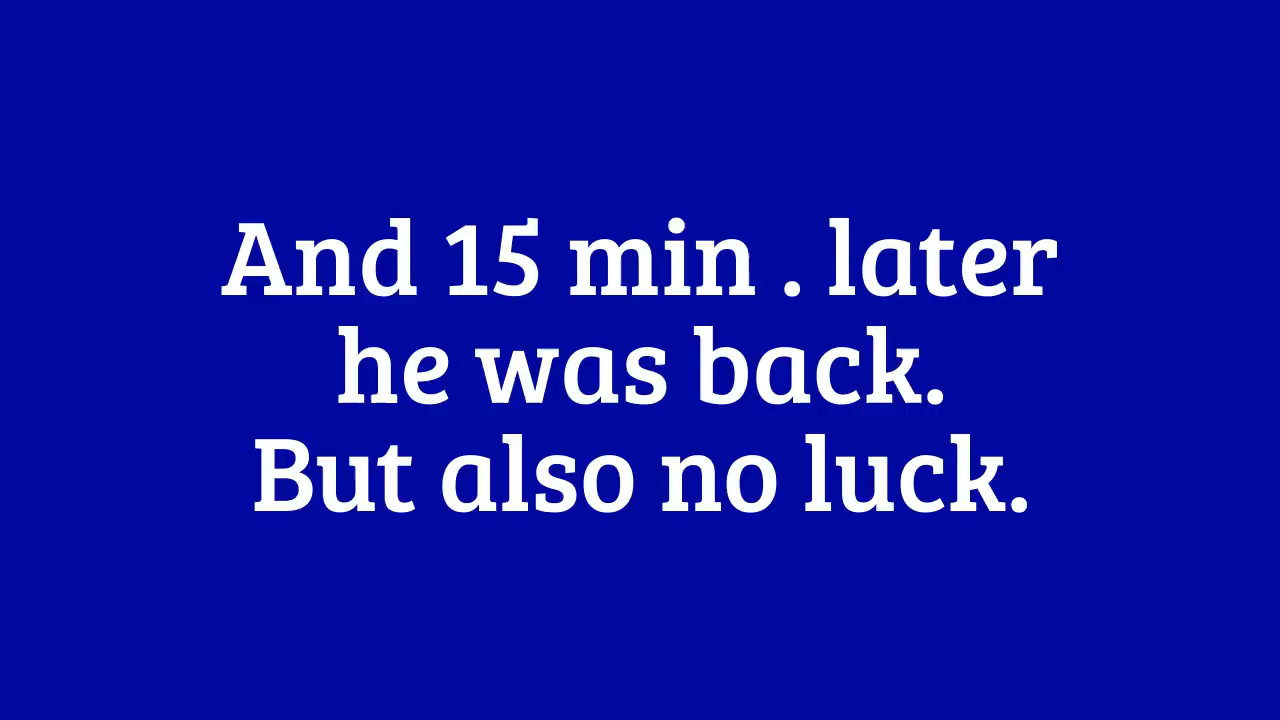 And 15 min . later
he was back.
But also no luck.